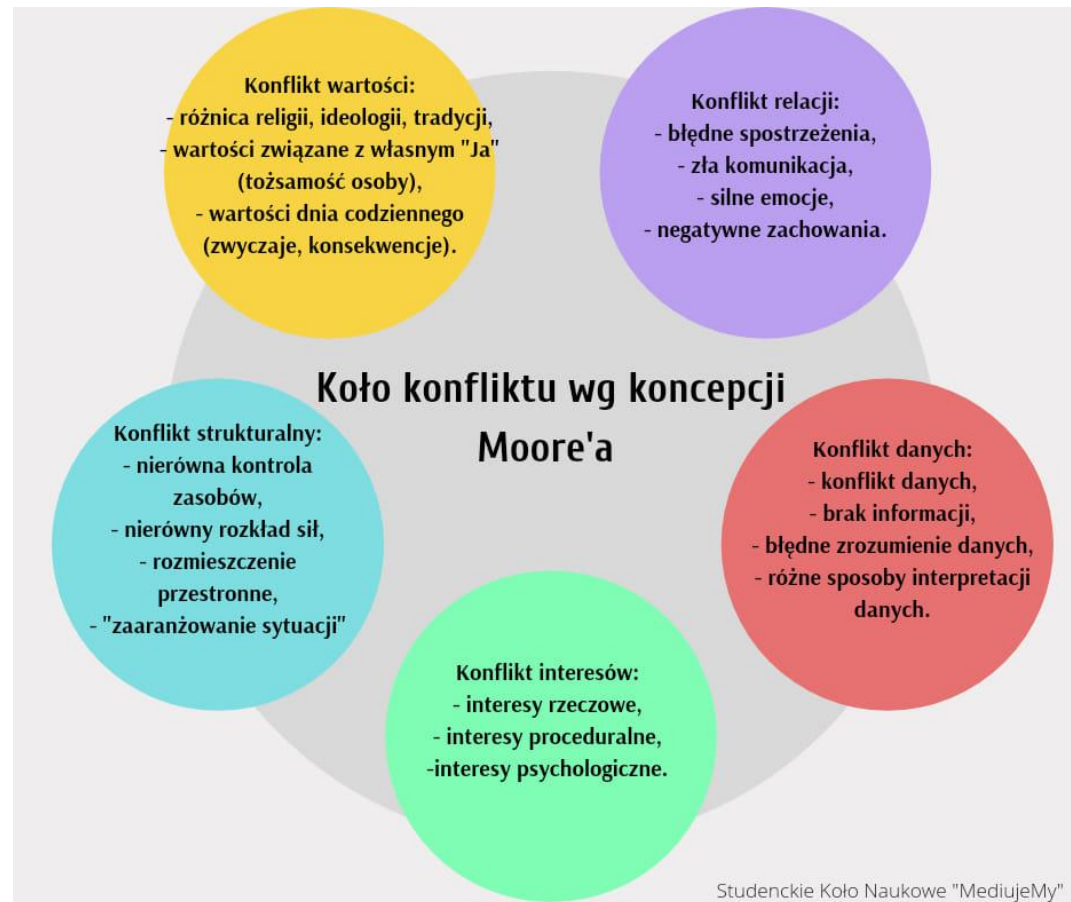 Konflikt wartości:
- różnica religii, ideologii, tradycji,
- wartości związane z własnym "Ja"
(tożsamość osoby),
- wartości dnia codziennego
(zwyczaje, konsekwencje).
Konflikt relacji:
- błędne spostrzeżenia,
- zła komunikacja,
- silne emocje,
- negatywne zachowania.
Koło konfliktu wg koncepcji
Moore'a
Konflikt strukturalny:
- nierówna kontrola
zasobów,
- nierówny rozkład sił,
- rozmieszczenie
przestronne,
- "zaaranżowanie sytuacji"
Konflikt danych:
- konflikt danych,
- brak informacji,
- błędne zrozumienie danych,
- różne sposoby interpretacji
danych.
Konflikt interesów:
- interesy rzeczowe,
- interesy proceduralne,
-interesy psychologiczne.
Studenckie Koło Naukowe "MediujeMy"